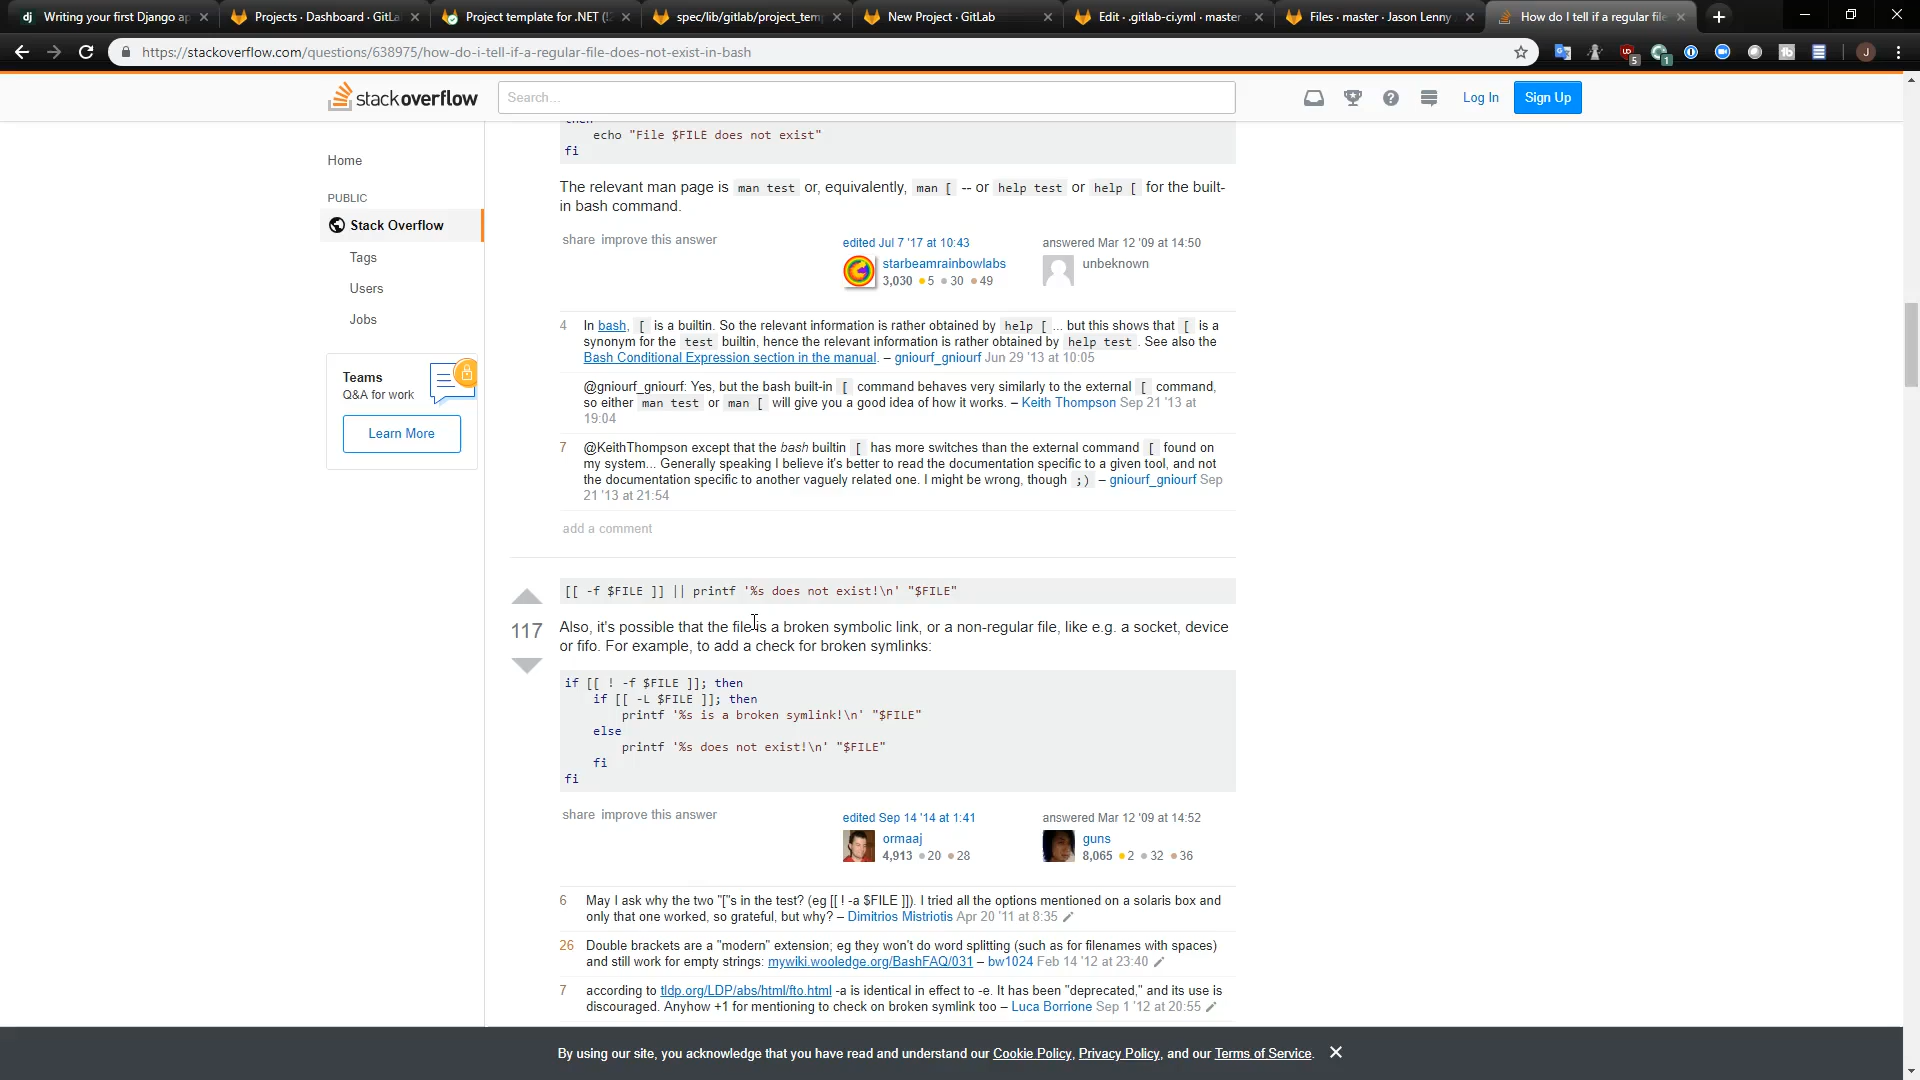 Writing your first Django ap
Projects · Dashboard · GitLa
Project template for .NET (!
spec/lib/gitlab/project_tem
New Project · GitLab
Edit · .gitlab-ci.yml · master
Files · master · Jason Lenny
How do I tell if a regular file
https://stackoverflow.com/questions/638975/how-do-i-tell-if-a-regular-file-does-not-exist-in-bash
5
1
J
stackoverflow
Search...
Log In
Sign Up
Home
PUBLIC
Stack Overflow
Tags
Users
Jobs
Teams
Q&A for work
Learn More
then
echo "File $FILE does not exist"
fi
The relevant man page is man test or, equivalently, man [ -- or help test or help [ for the built-
in bash command.
share improve this answer
edited Jul 7 '17 at 10:43
starbeamrainbowlabs
3,030 5 30 49
answered Mar 12 '09 at 14:50
unbeknown
4 In bash, [ is a builtin. So the relevant information is rather obtained by help [ ... but this shows that [ is a
synonym for the test builtin, hence the relevant information is rather obtained by help test . See also the
Bash Conditional Expression section in the manual. – gniourf_gniourf Jun 29 '13 at 10:05
@gniourf_gniourf: Yes, but the bash built-in [ command behaves very similarly to the external [ command,
so either man test or man [ will give you a good idea of how it works. – Keith Thompson Sep 21 '13 at
19:04
7 @KeithThompson except that the bash builtin [ has more switches than the external command [ found on
my system... Generally speaking I believe it's better to read the documentation specific to a given tool, and not
the documentation specific to another vaguely related one. I might be wrong, though ;) – gniourf_gniourf Sep
21 '13 at 21:54
add a comment
117
[[ -f $FILE ]] || printf '%s does not exist!\n' "$FILE"
Also, it's possible that the file is a broken symbolic link, or a non-regular file, like e.g. a socket, device
or fifo. For example, to add a check for broken symlinks:
if [[ ! -f $FILE ]]; then
if [[ -L $FILE ]]; then
printf '%s is a broken symlink!\n' "$FILE"
else
printf '%s does not exist!\n' "$FILE"
fi
fi
share improve this answer
edited Sep 14 '14 at 1:41
ormaaj
4,913 20 28
answered Mar 12 '09 at 14:52
guns
8,065 2 32 36
6 May I ask why the two "["s in the test? (eg [[ ! -a $FILE ]]). I tried all the options mentioned on a solaris box and
only that one worked, so grateful, but why? – Dimitrios Mistriotis Apr 20 '11 at 8:35
26 Double brackets are a "modern" extension; eg they won't do word splitting (such as for filenames with spaces)
and still work for empty strings: mywiki.wooledge.org/BashFAQ/031 – bw1024 Feb 14 '12 at 23:40
7 according to tldp.org/LDP/abs/html/fto.html -a is identical in effect to -e. It has been "deprecated," and its use is
discouraged. Anyhow +1 for mentioning to check on broken symlink too – Luca Borrione Sep 1 '12 at 20:55
By using our site, you acknowledge that you have read and understand our Cookie Policy, Privacy Policy, and our Terms of Service.